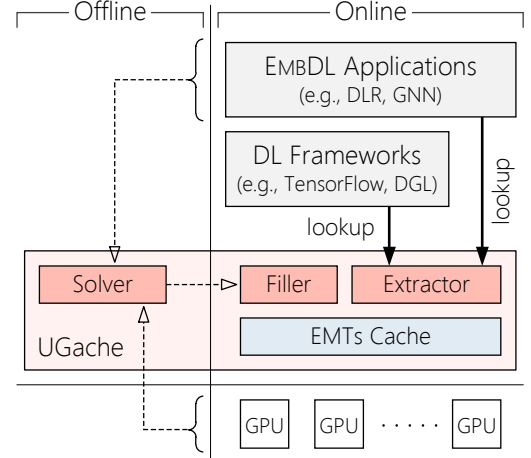 Offline
Online
EMBDL Applications
(e.g., DLR, GNN)
DL Frameworks
(e.g., TensorFlow, DGL)
lookup
lookup
Solver
Filler
Extractor
UGache
EMTs Cache
GPU
GPU
.....
GPU